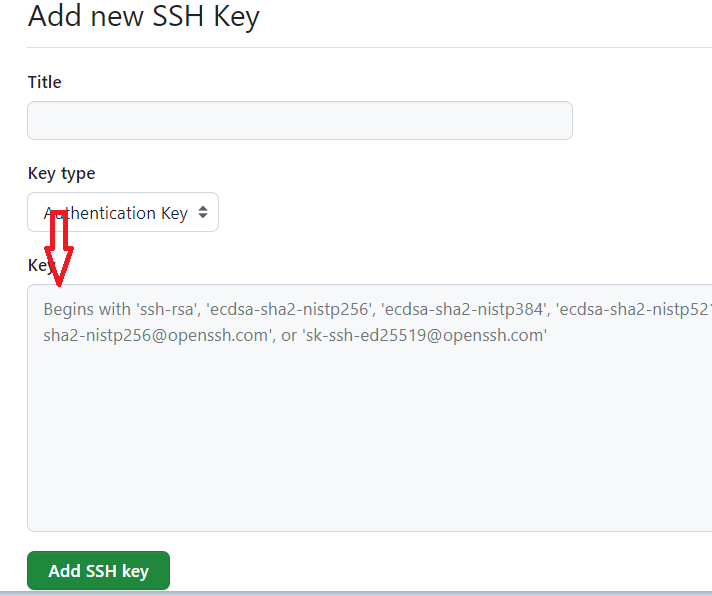 Add new SSH Key
Title
Key type
Authentication Key
Key
Begins with 'ssh-rsa', 'ecdsa-sha2-nistp256', 'ecdsa-sha2-nistp384', 'ecdsa-sha2-nistp521
sha2-nistp256@openssh.com', or 'sk-ssh-ed25519@openssh.com'
Add SSH key